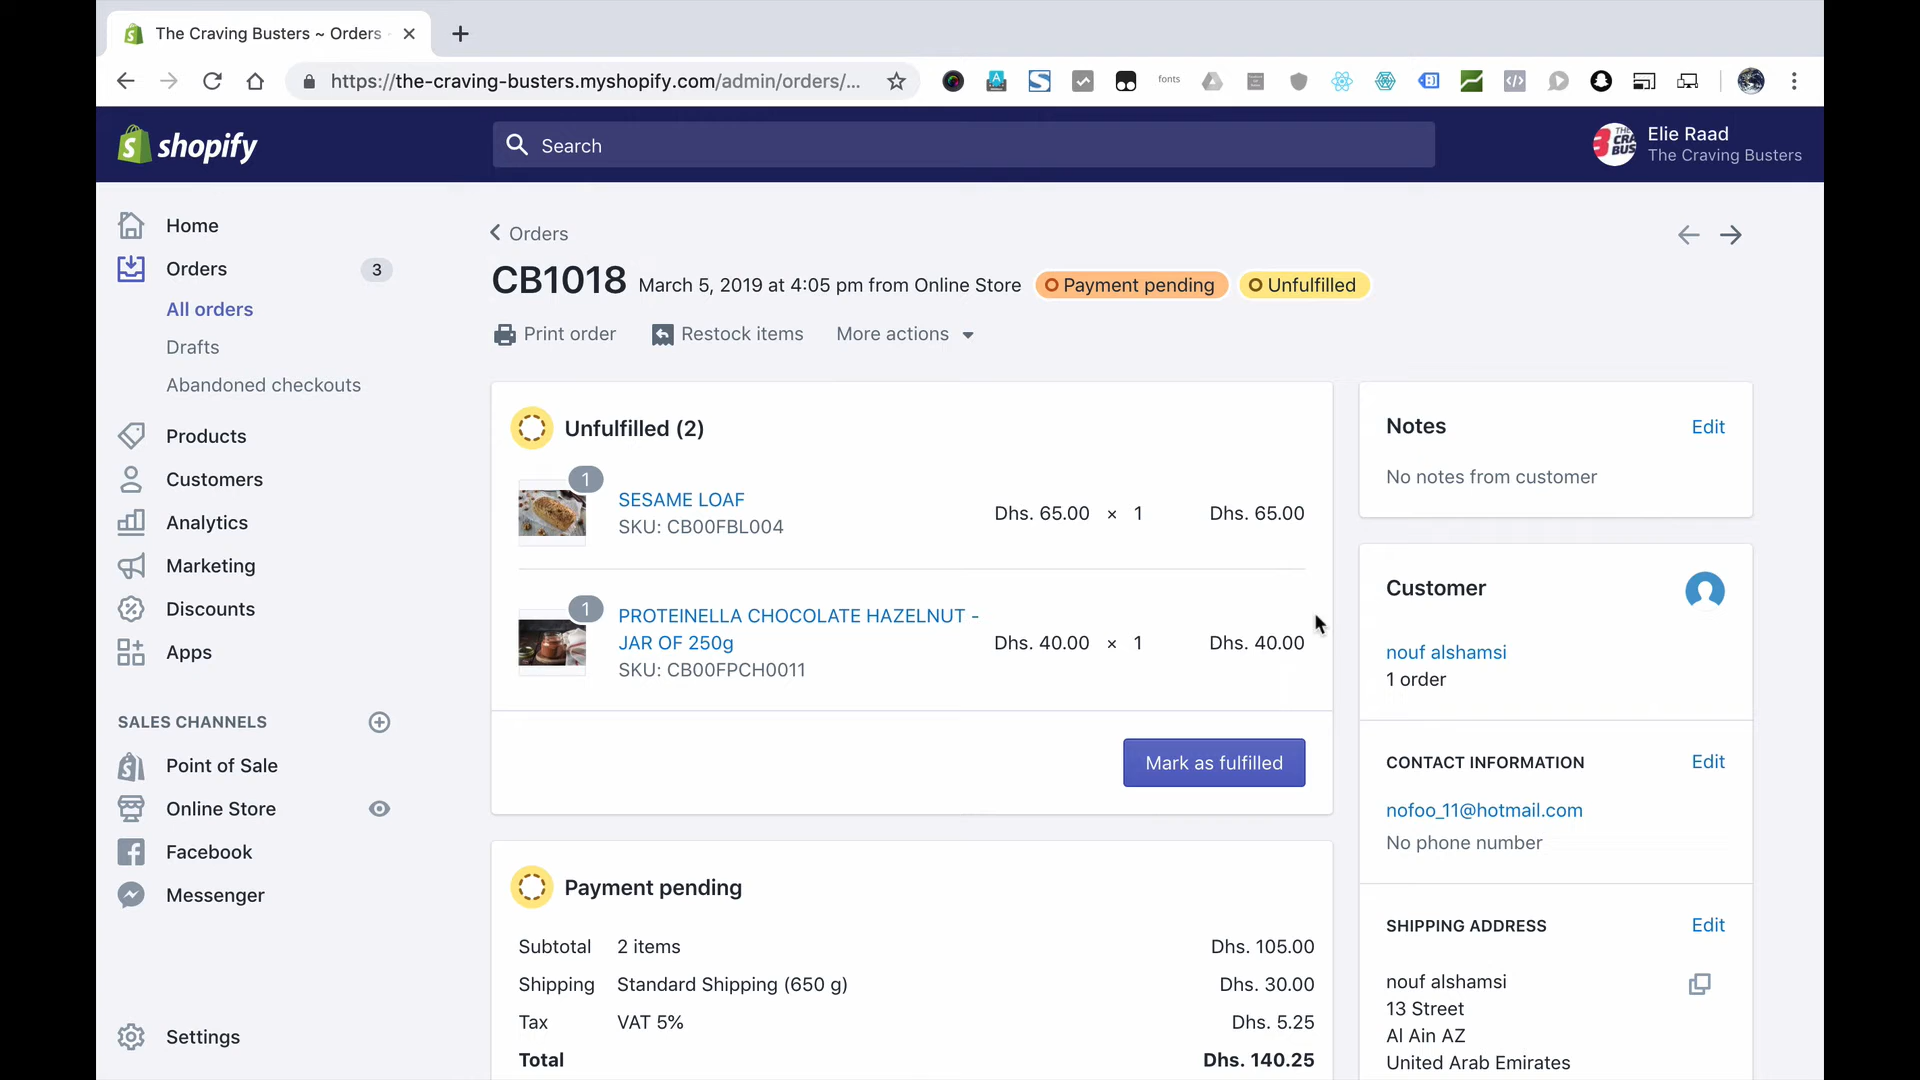 The Craving Busters ~ Orders
https://the-craving-busters.myshopify.com/admin/orders/...
fonts
shopify
Search
Elie Raad
The Craving Busters
Home
Orders 3
All orders
Drafts
Abandoned checkouts
Products
Customers
Analytics
Marketing
Discounts
Apps
SALES CHANNELS
Point of Sale
Online Store
Facebook
Messenger
Settings
Orders
CB1018 March 5, 2019 at 4:05 pm from Online Store Payment pending Unfulfilled
Print order Restock items More actions
Unfulfilled (2)
1
SESAME LOAF
SKU: CB00FBL004
Dhs. 65.00 × 1 Dhs. 65.00
1
PROTEINELLA CHOCOLATE HAZELNUT -
JAR OF 250g
SKU: CB00FPCH0011
Dhs. 40.00 × 1 Dhs. 40.00
Mark as fulfilled
Payment pending
Subtotal 2 items Dhs. 105.00
Shipping Standard Shipping (650 g) Dhs. 30.00
Tax VAT 5% Dhs. 5.25
Total Dhs. 140.25
Notes Edit
No notes from customer
Customer
nouf alshamsi
1 order
CONTACT INFORMATION Edit
nofoo_11@hotmail.com
No phone number
SHIPPING ADDRESS Edit
nouf alshamsi
13 Street
Al Ain AZ
United Arab Emirates